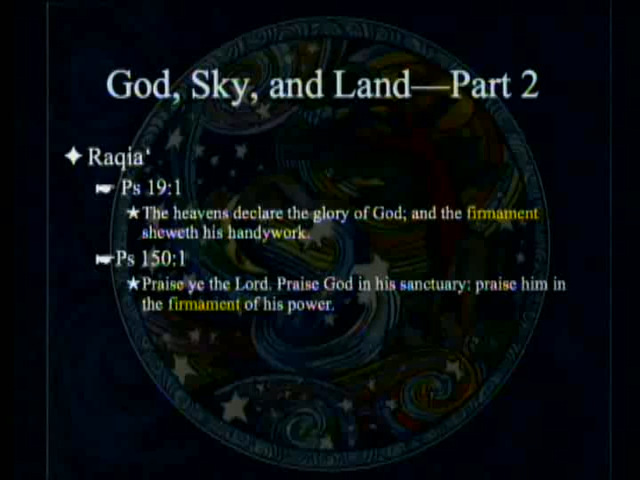 God, Sky, and Land—Part 2
Raqia‘
Ps 19:1
The heavens declare the glory of God; and the firmament
sheweth his handywork.
Ps 150:1
Praise ye the Lord. Praise God in his sanctuary: praise him in
the firmament of his power.